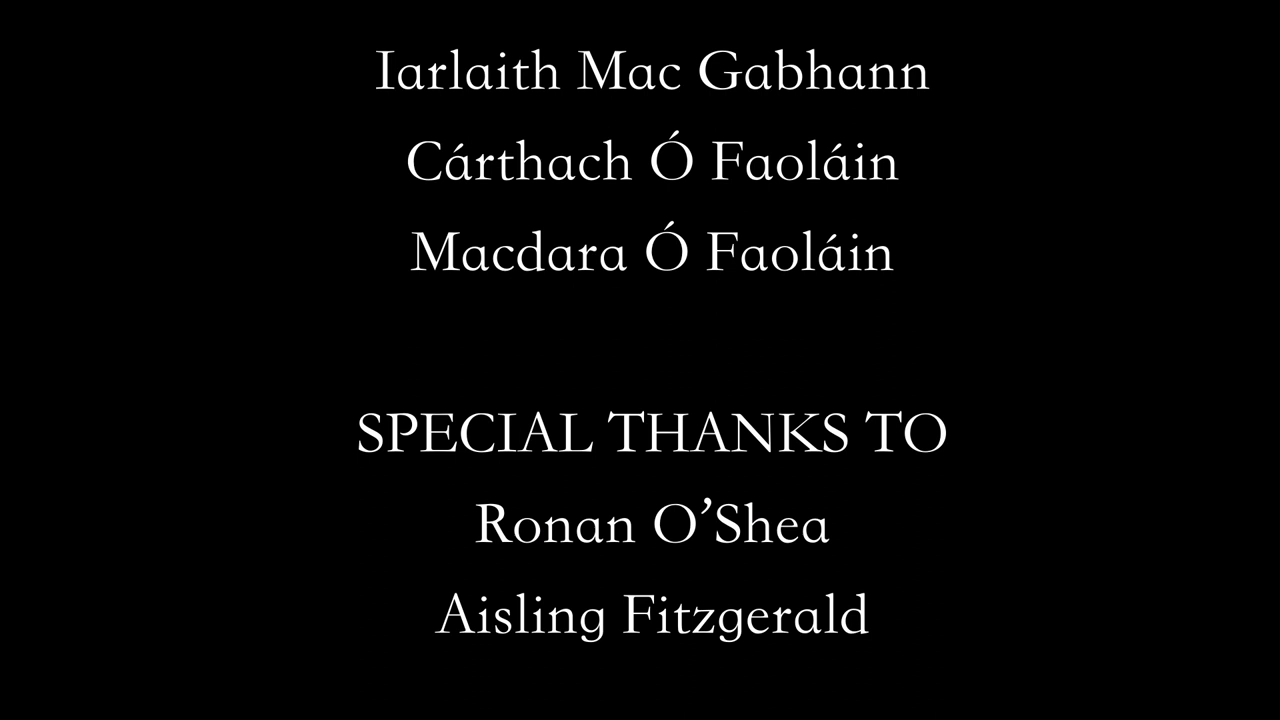 Iarlaith Mac Gabhann
Cárthach Ó Faoláin
Macdara Ó Faoláin
SPECIAL THANKS TO
Ronan O’Shea
Aisling Fitzgerald